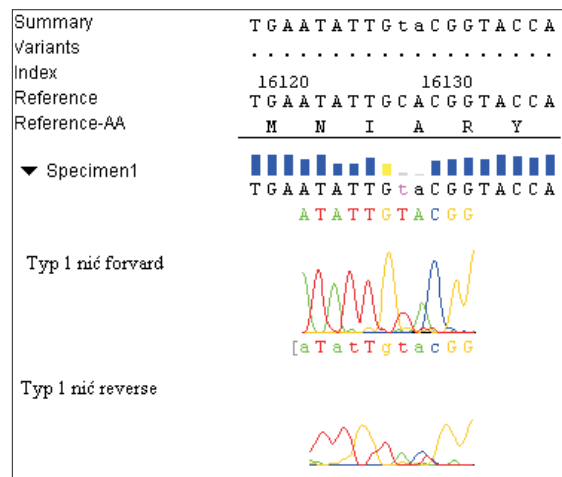 Summary TGAATATTGtaCGGTACCA
Variants ...................
Index 16120 16130
Reference TGAATATTGCACGGTACCA
Reference-AA M N I A R Y
▼ Specimen1
TGAATATTGtaCGGTACCA
ATATTGTACGG
Typ 1 nić forvard
[aTatTgtacGG
Typ 1 nić reverse